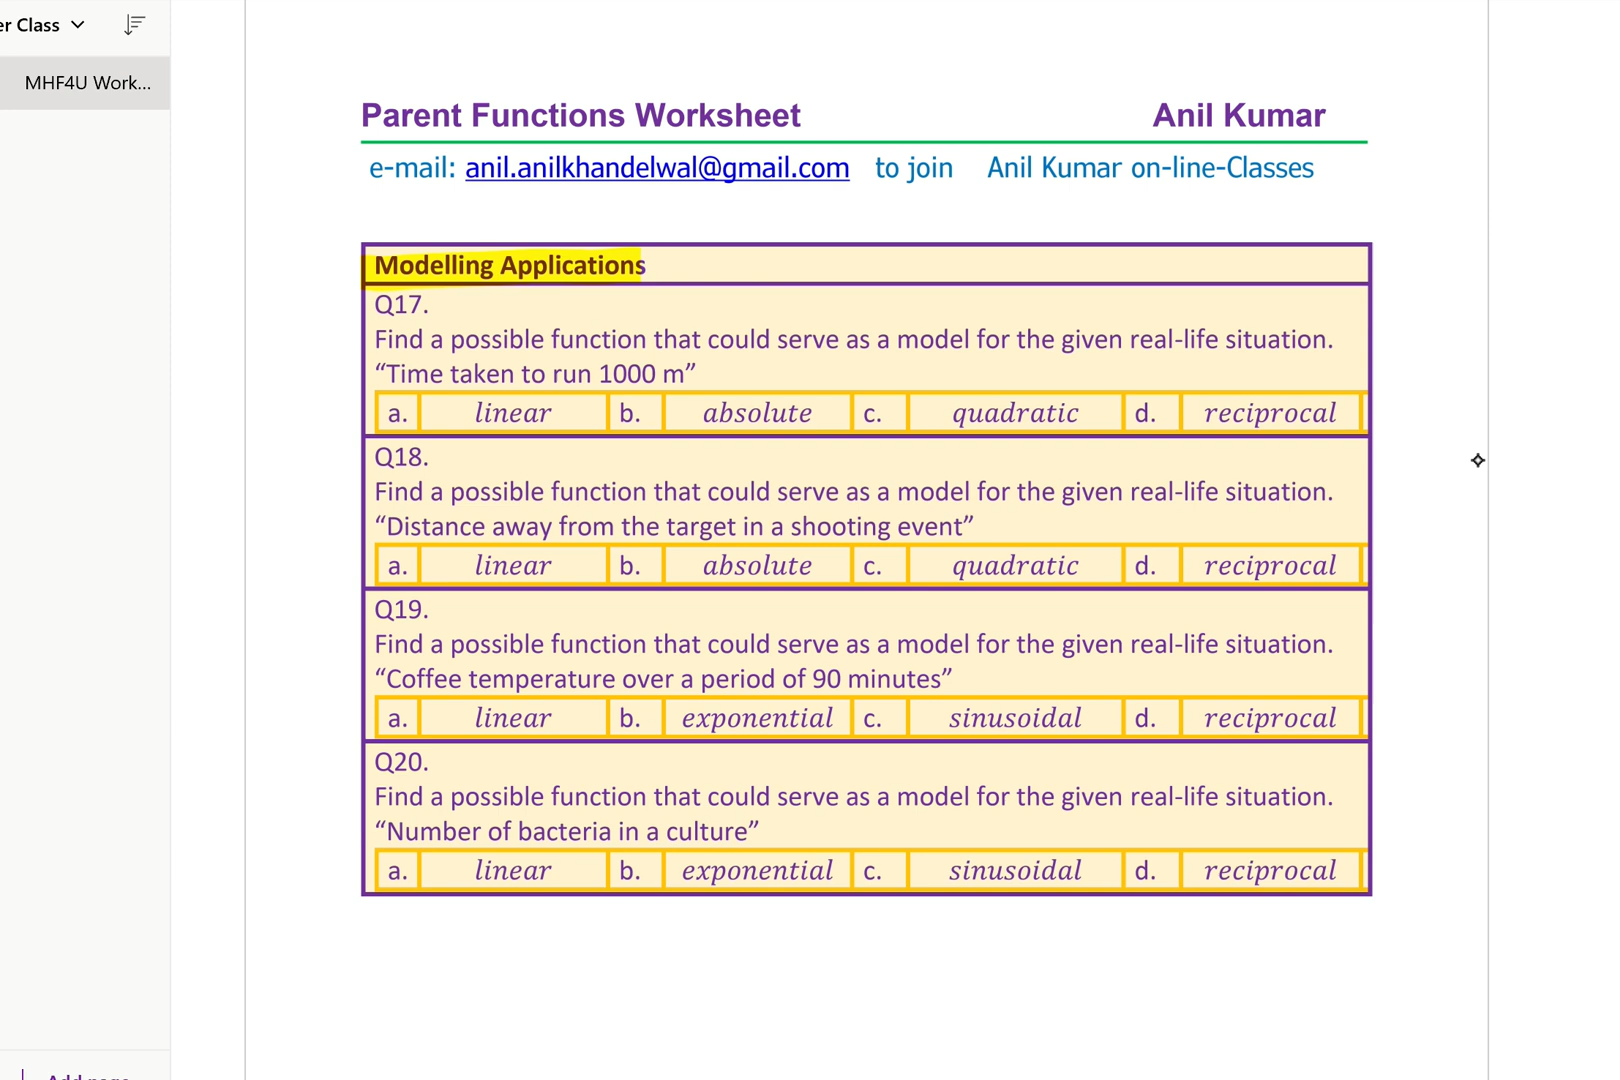 er Class
MHF4U Work...
Parent Functions Worksheet Anil Kumar
e-mail: anil.anilkhandelwal@gmail.com to join Anil Kumar on-line-Classes
Modelling Applications
Q17.
Find a possible function that could serve as a model for the given real-life situation.
“Time taken to run 1000 m”
a. linear b. absolute c. quadratic d. reciprocal
Q18.
Find a possible function that could serve as a model for the given real-life situation.
“Distance away from the target in a shooting event”
a. linear b. absolute c. quadratic d. reciprocal
Q19.
Find a possible function that could serve as a model for the given real-life situation.
“Coffee temperature over a period of 90 minutes”
a. linear b. exponential c. sinusoidal d. reciprocal
Q20.
Find a possible function that could serve as a model for the given real-life situation.
“Number of bacteria in a culture”
a. linear b. exponential c. sinusoidal d. reciprocal
Add page